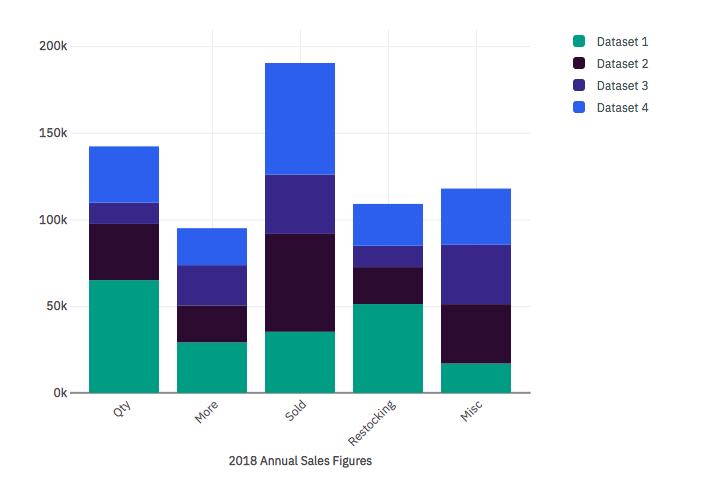 200k
150k
100k
50k
0k
Qty
More
Sold
Restocking
Misc
2018 Annual Sales Figures
Dataset 1
Dataset 2
Dataset 3
Dataset 4